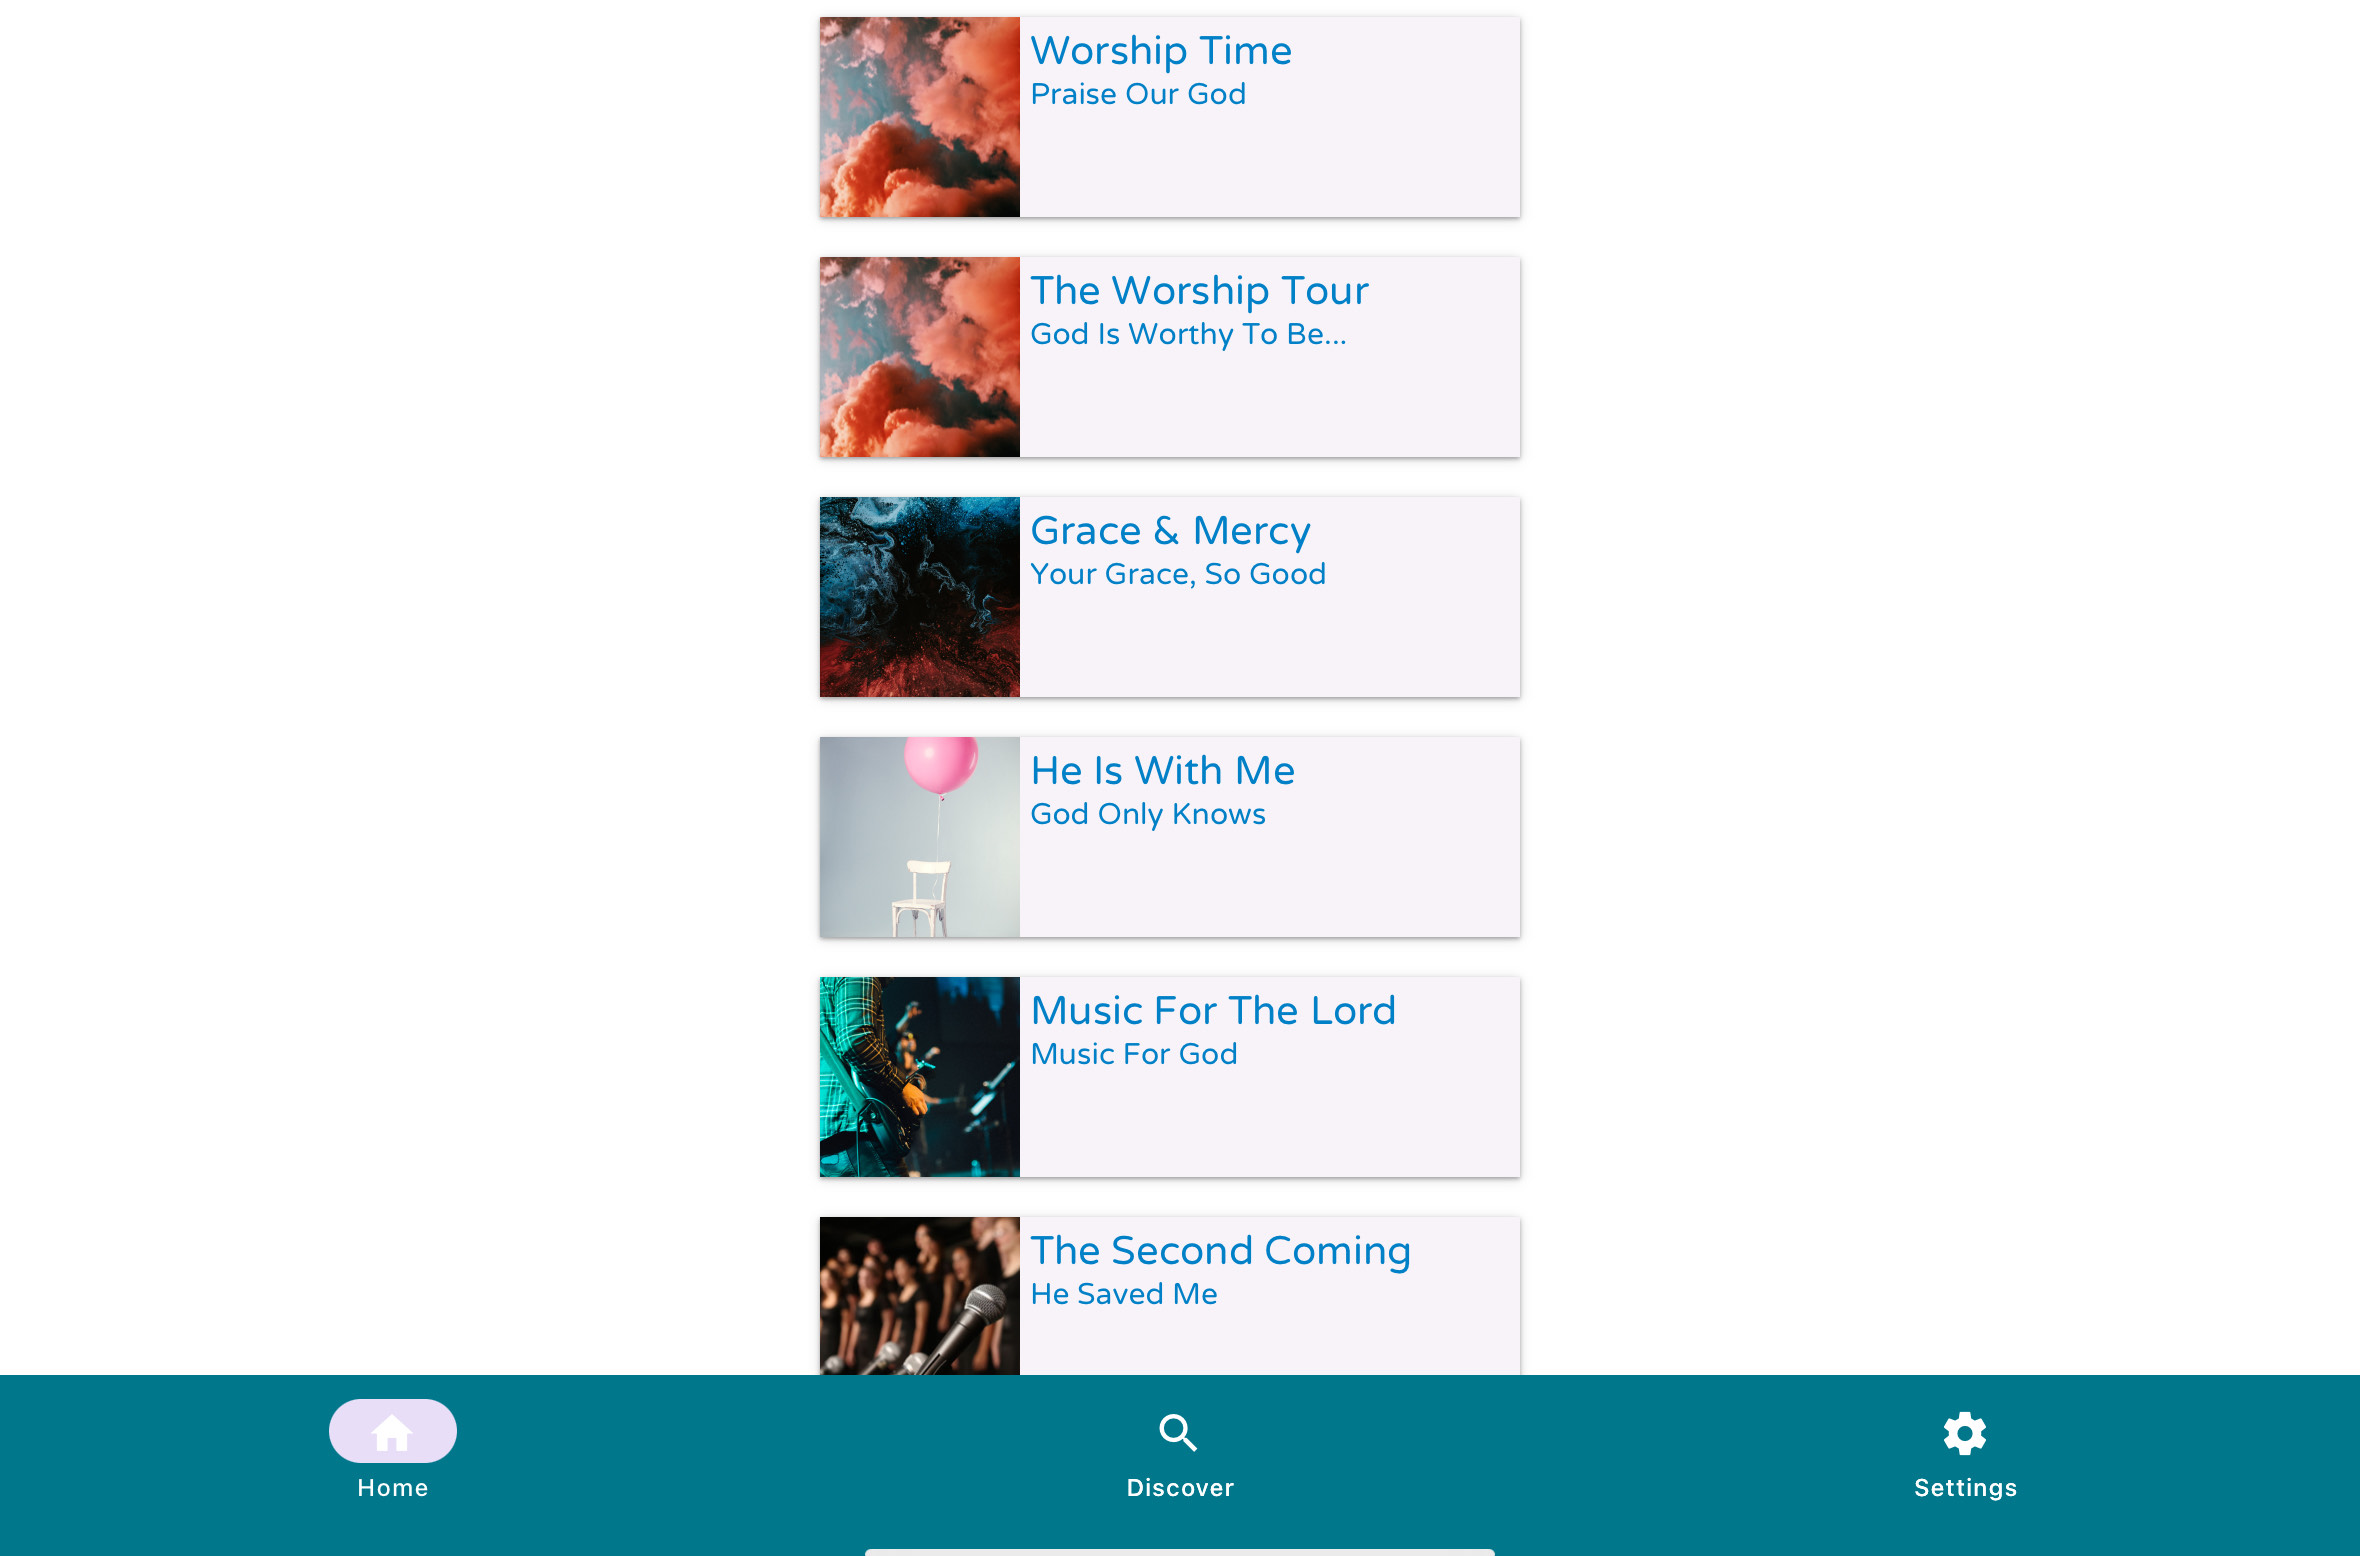 Worship Time
Praise Our God
The Worship Tour
God Is Worthy To Be...
Grace & Mercy
Your Grace, So Good
He Is With Me
God Only Knows
Music For The Lord
Music For God
The Second Coming
He Saved Me
Home
Discover
Settings